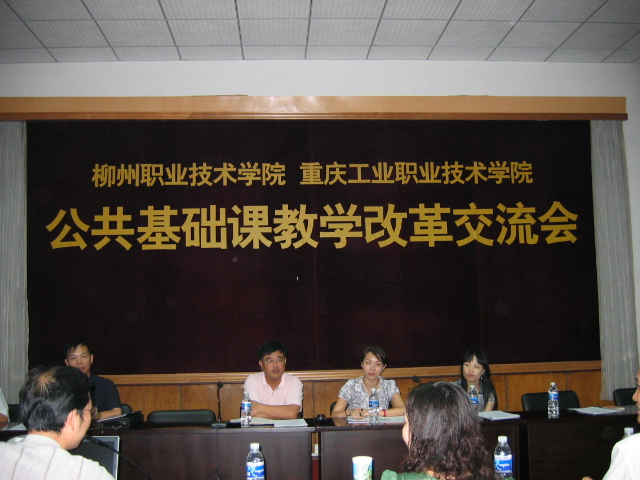 柳州职业技术学院 重庆工业职业技术学院
公共基础课教学改革交流会